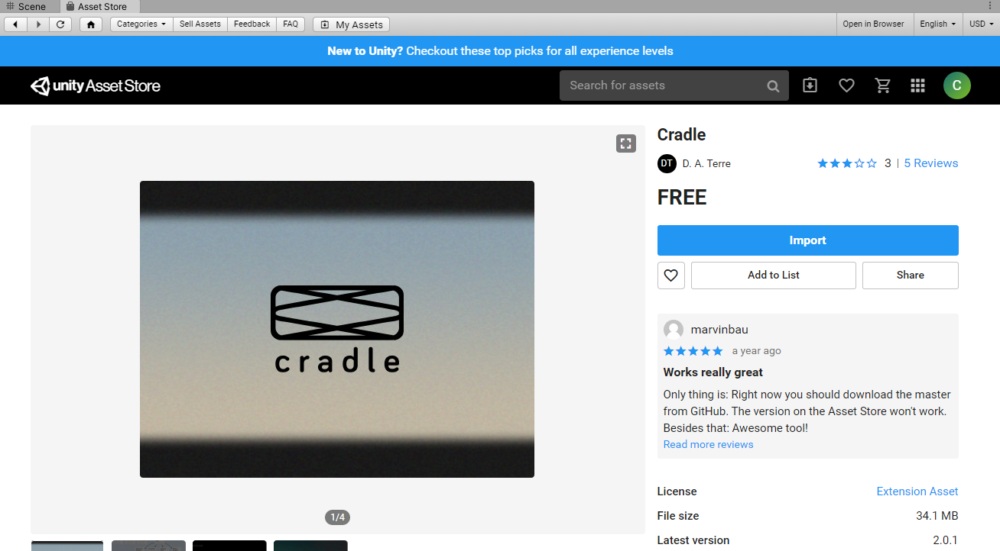 Scene
Asset Store
Categories
Sell Assets
Feedback
FAQ
My Assets
Open in Browser
English
USD
New to Unity? Checkout these top picks for all experience levels
unity Asset Store
Search for assets
C
cradle
1/4
Cradle
DT D. A. Terre
3 | 5 Reviews
FREE
Import
Add to List
Share
marvinbau
a year ago
Works really great
Only thing is: Right now you should download the master
from GitHub. The version on the Asset Store won't work.
Besides that: Awesome tool!
Read more reviews
License Extension Asset
File size 34.1 MB
Latest version 2.0.1